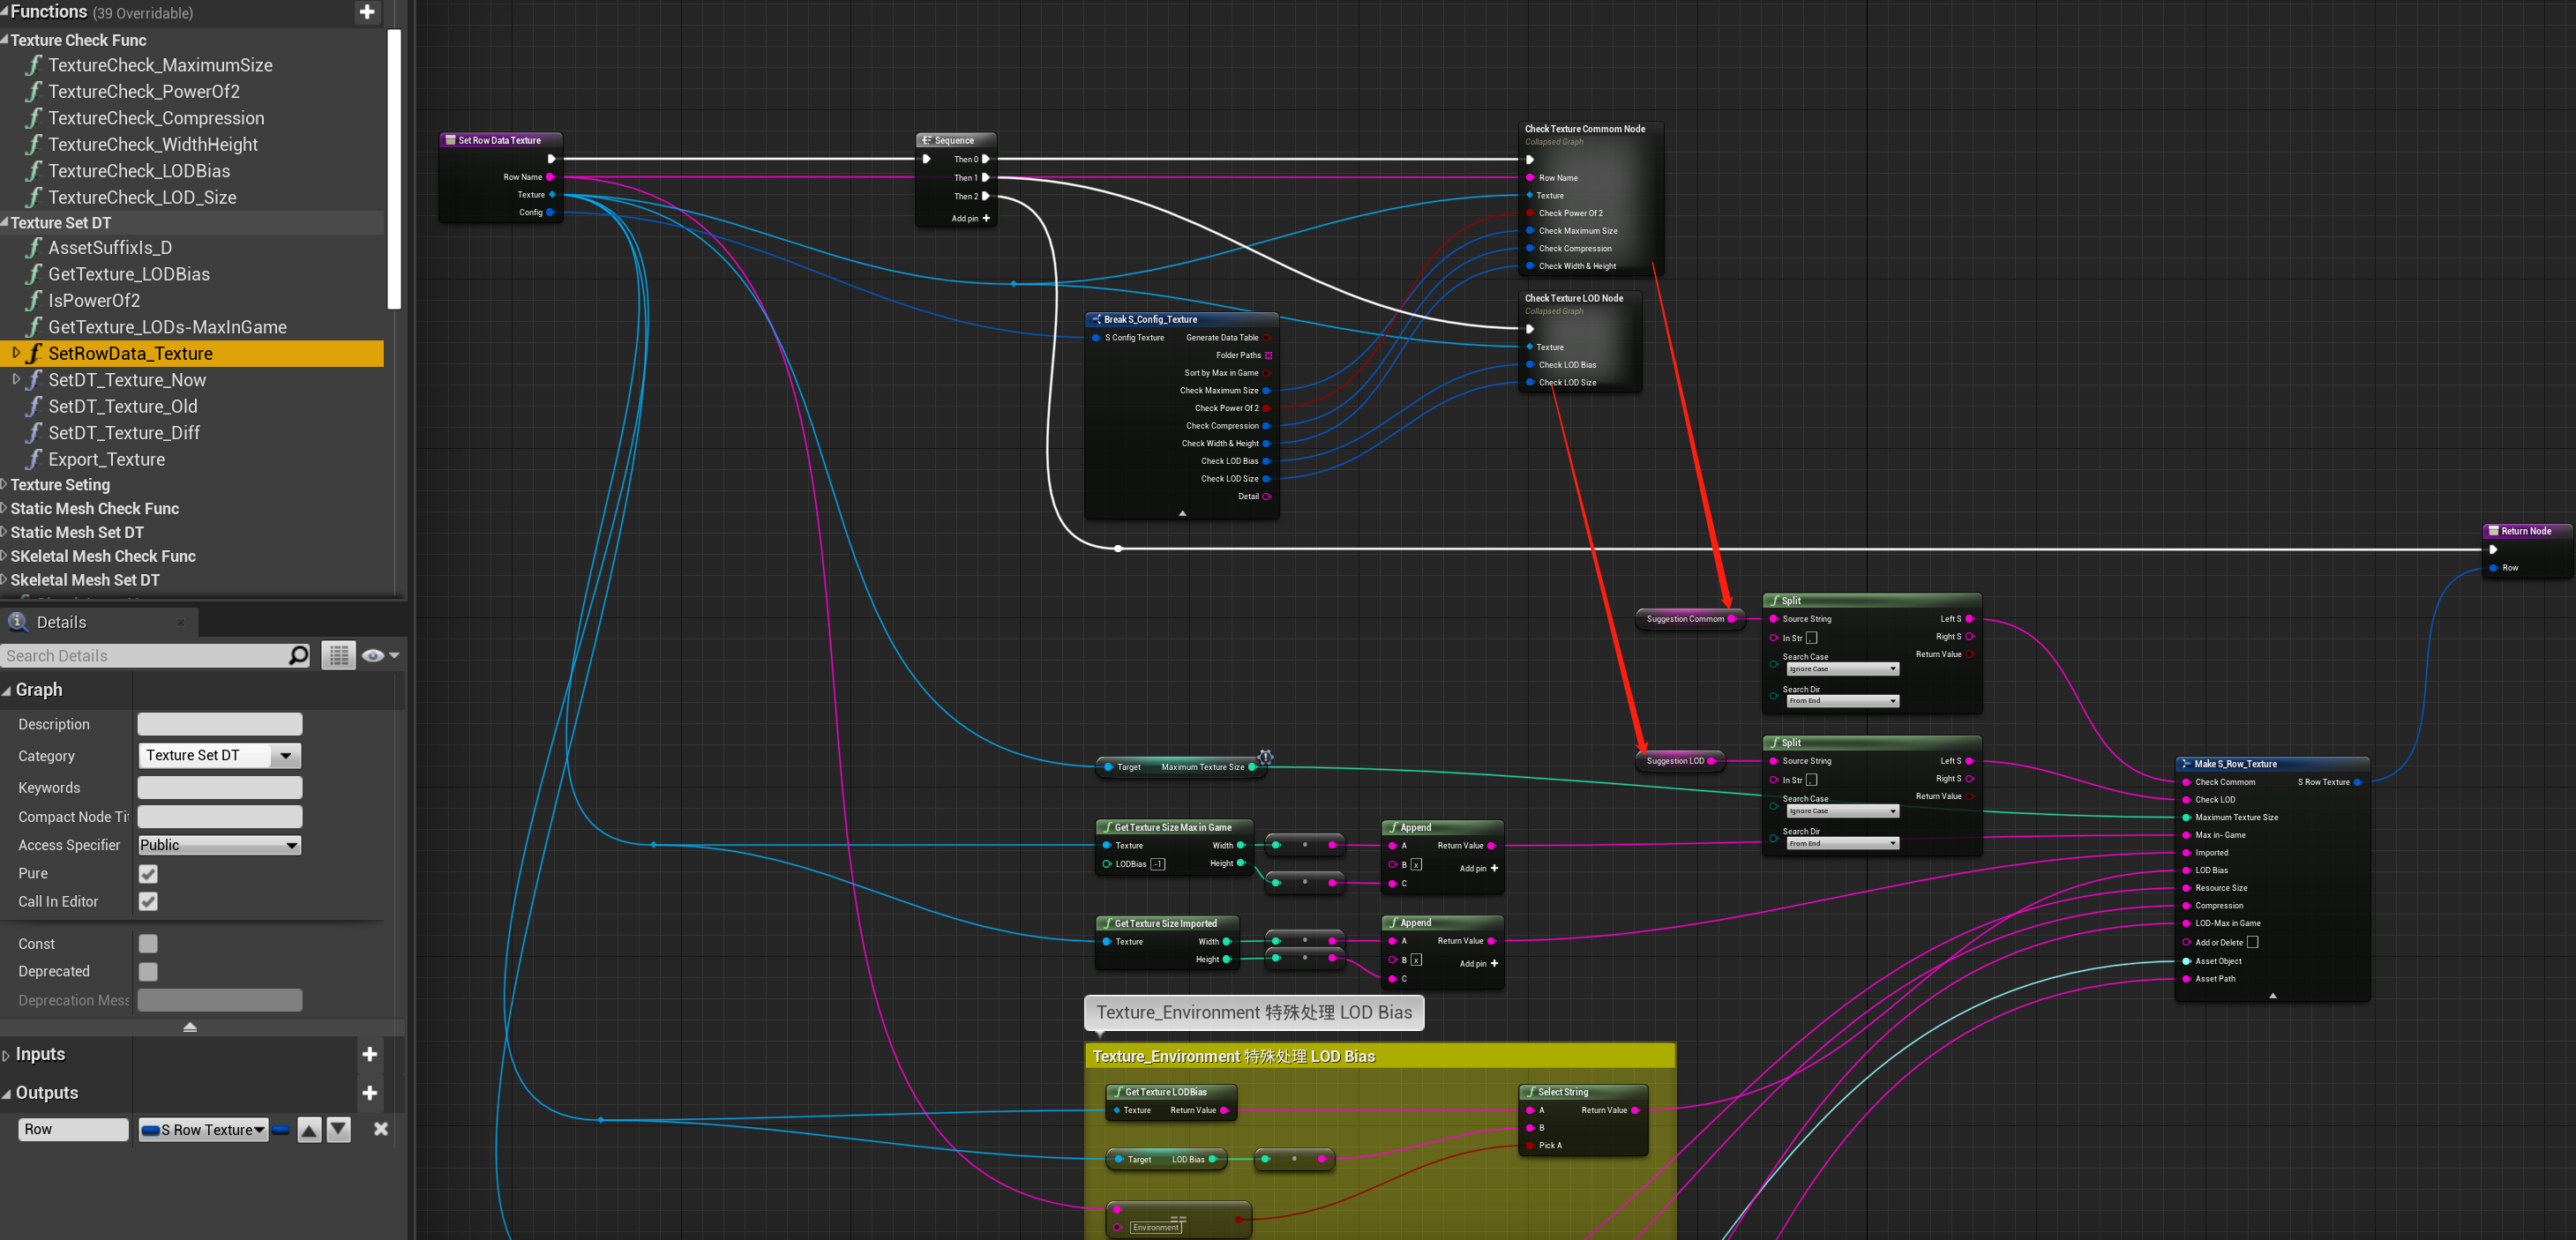 Functions (39 Overridable)
Texture Check Func
TextureCheck_MaximumSize
TextureCheck_PowerOf2
TextureCheck_Compression
TextureCheck_WidthHeight
TextureCheck_LODBias
TextureCheck_LOD_Size
Texture Set DT
AssetSuffixIs_D
GetTexture_LODBias
IsPowerOf2
GetTexture_LODs-MaxInGame
SetRowData_Texture
SetDT_Texture_Now
SetDT_Texture_Old
SetDT_Texture_Diff
Export_Texture
Texture Seting
Static Mesh Check Func
Static Mesh Set DT
SKeletal Mesh Check Func
Skeletal Mesh Set DT
Details
Search Details
Graph
Description
Category Texture Set DT
Keywords
Compact Node Ti
Access Specifier Public
Pure
Call In Editor
Const
Deprecated
Deprecation Mess
Inputs
Outputs
Row S Row Texture
Set Row Data Texture
Row Name
Texture
Config
Sequence
Then 0
Then 1
Then 2
Add pin
Check Texture Commom Node
Collapsed Graph
Row Name
Texture
Check Power Of 2
Check Maximum Size
Check Compression
Check Width & Height
Check Texture LOD Node
Collapsed Graph
Texture
Check LOD Bias
Check LOD Size
Break S_Config_Texture
S Config Texture Generate Data Table
Folder Paths
Sort by Max in Game
Check Maximum Size
Check Power Of 2
Check Compression
Check Width & Height
Check LOD Bias
Check LOD Size
Detail
Return Node
Row
Suggestion Commom
Split
Source String Left S
In Str , Right S
Search Case Return Value
Ignore Case
Search Dir
From End
Suggestion LOD
Split
Source String Left S
In Str , Right S
Search Case Return Value
Ignore Case
Search Dir
From End
Target Maximum Texture Size
Get Texture Size Max in Game
Texture Width
LODBias -1 Height
Append
A Return Value
B x Add pin
C
Get Texture Size Imported
Texture Width
Height
Append
A Return Value
B x Add pin
C
Make S_Row_Texture
Check Commom S Row Texture
Check LOD
Maximum Texture Size
Max in- Game
Imported
LOD Bias
Resource Size
Compression
LOD-Max in Game
Add or Delete
Asset Object
Asset Path
Texture_Environment 特殊处理 LOD Bias
Texture_Environment 特殊处理 LOD Bias
Get Texture LODBias
Texture Return Value
Select String
A Return Value
B
Pick A
Target LOD Bias
==
Environment